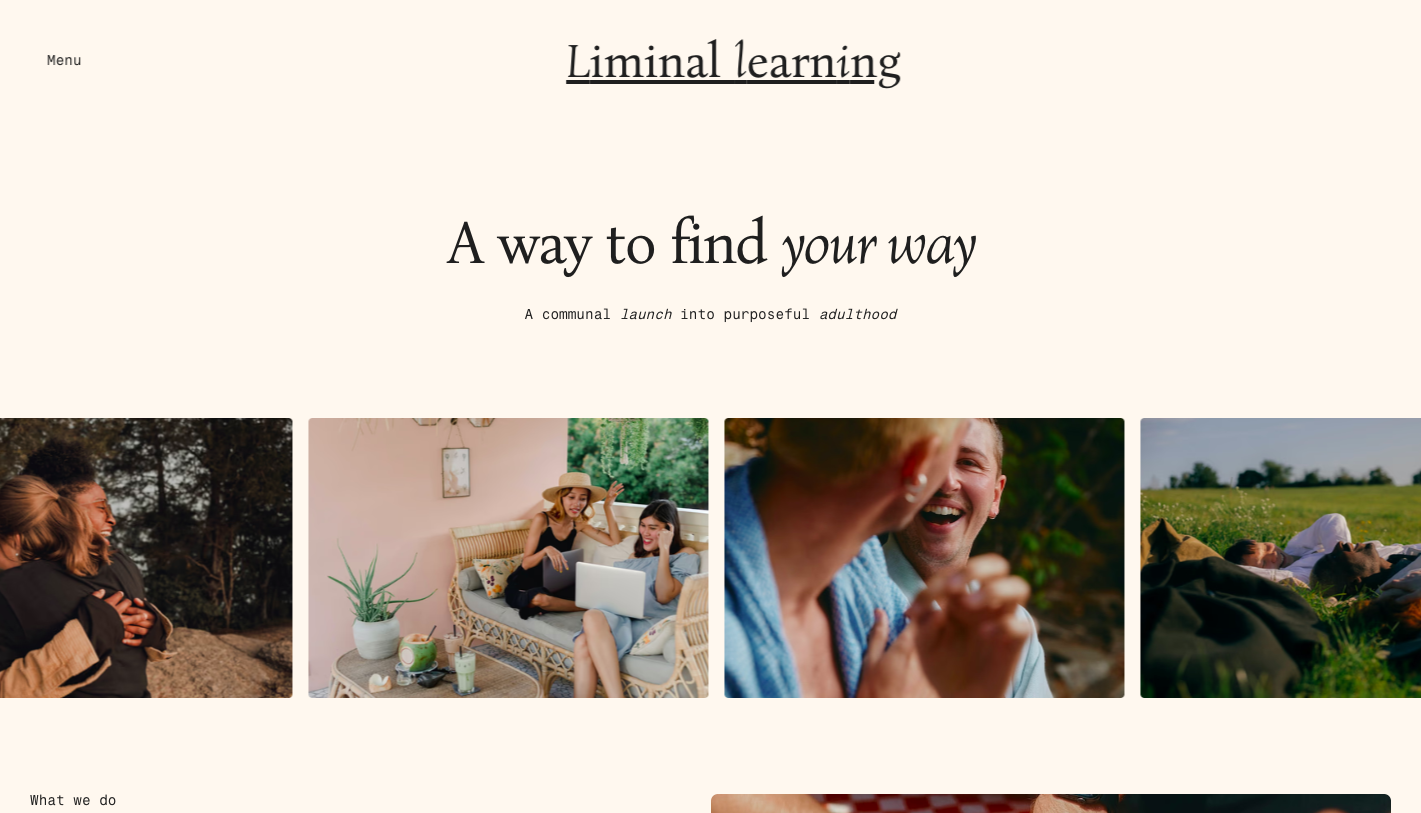 Menu
Liminal learning
A way to find your way
A communal launch into purposeful adulthood
What we do